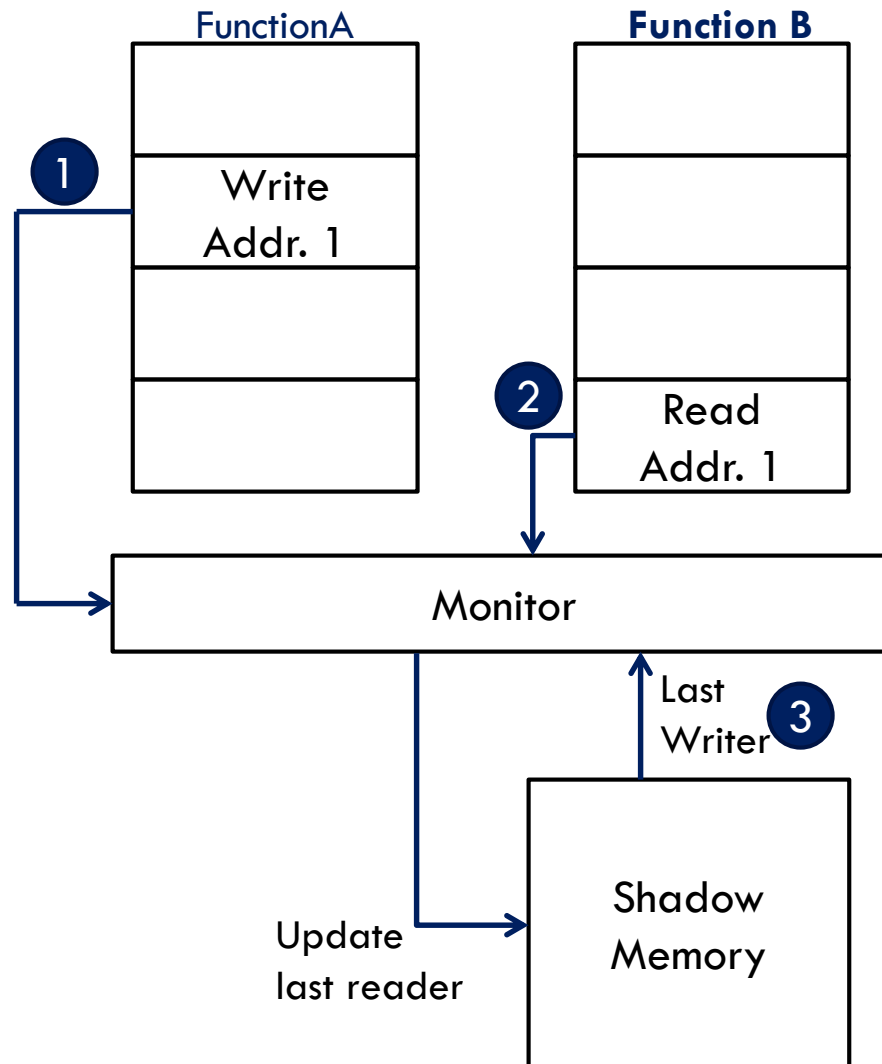 FunctionA
Function B
1
Write
Addr. 1
2
Read
Addr. 1
Monitor
Last
Writer
3
Shadow
Memory
Update
last reader